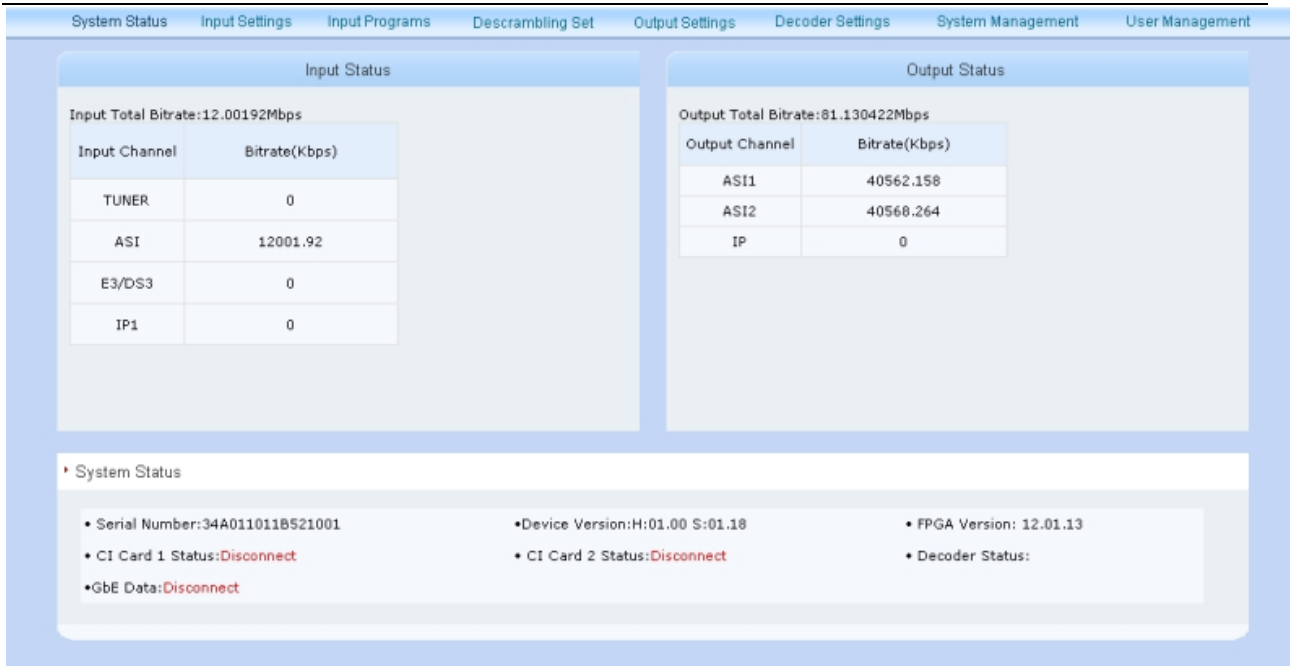 System Status Input Settings Input Programs Descrambling Set Output Settings Decoder Settings System Management User Management
Input Status
Input Total Bitrate:12.00192Mbps
Input Channel Bitrate(Kbps)
TUNER 0
ASI 12001.92
E3/DS3 0
IP1 0
Output Status
Output Total Bitrate:81.130422Mbps
Output Channel Bitrate(Kbps)
ASI1 40562.158
ASI2 40568.264
IP 0
System Status
• Serial Number:34A011011B521001 •Device Version:H:01.00 S:01.18 • FPGA Version: 12.01.13
• CI Card 1 Status:Disconnect • CI Card 2 Status:Disconnect • Decoder Status:
•GbE Data:Disconnect